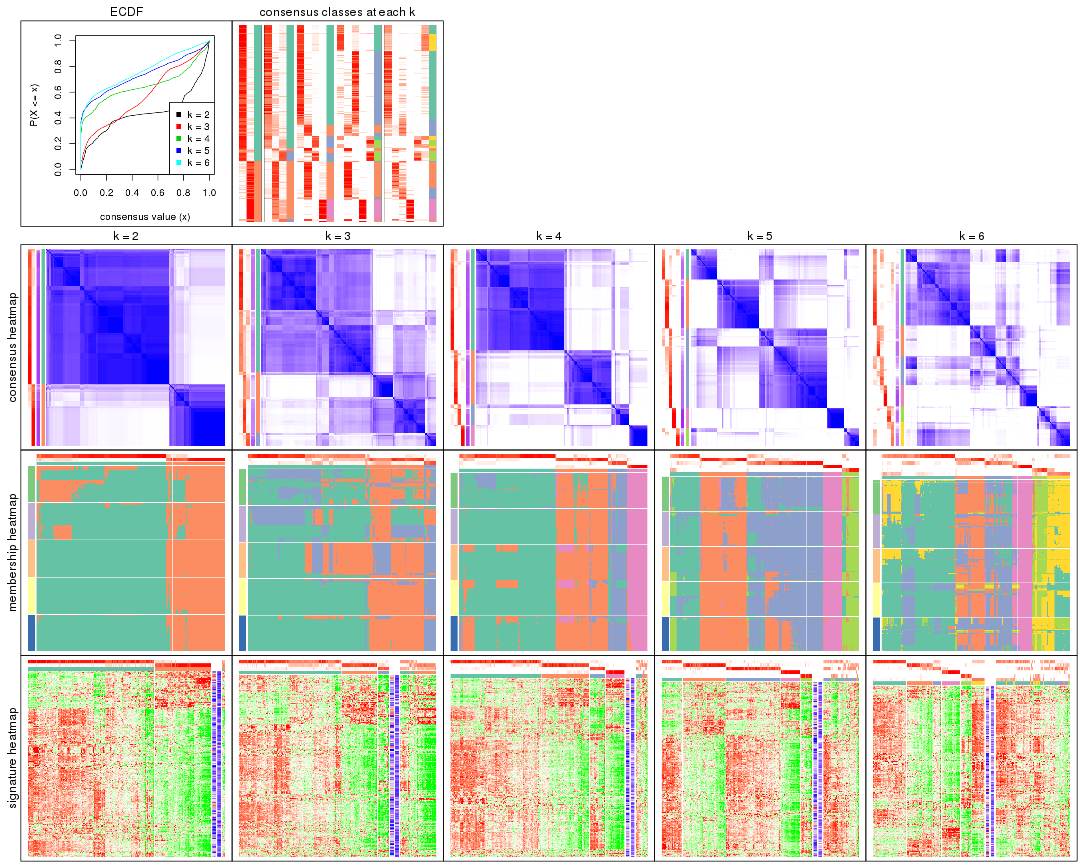 ECDF
consensus classes at each k
P(X <= x)
0.0 0.2 0.4 0.6 0.8 1.0
k = 2
k = 3
k = 4
k = 5
k = 6
0.0 0.2 0.4 0.6 0.8 1.0
consensus value (x)
k = 2
k = 3
k = 4
k = 5
k = 6
consensus heatmap
membership heatmap
signature heatmap